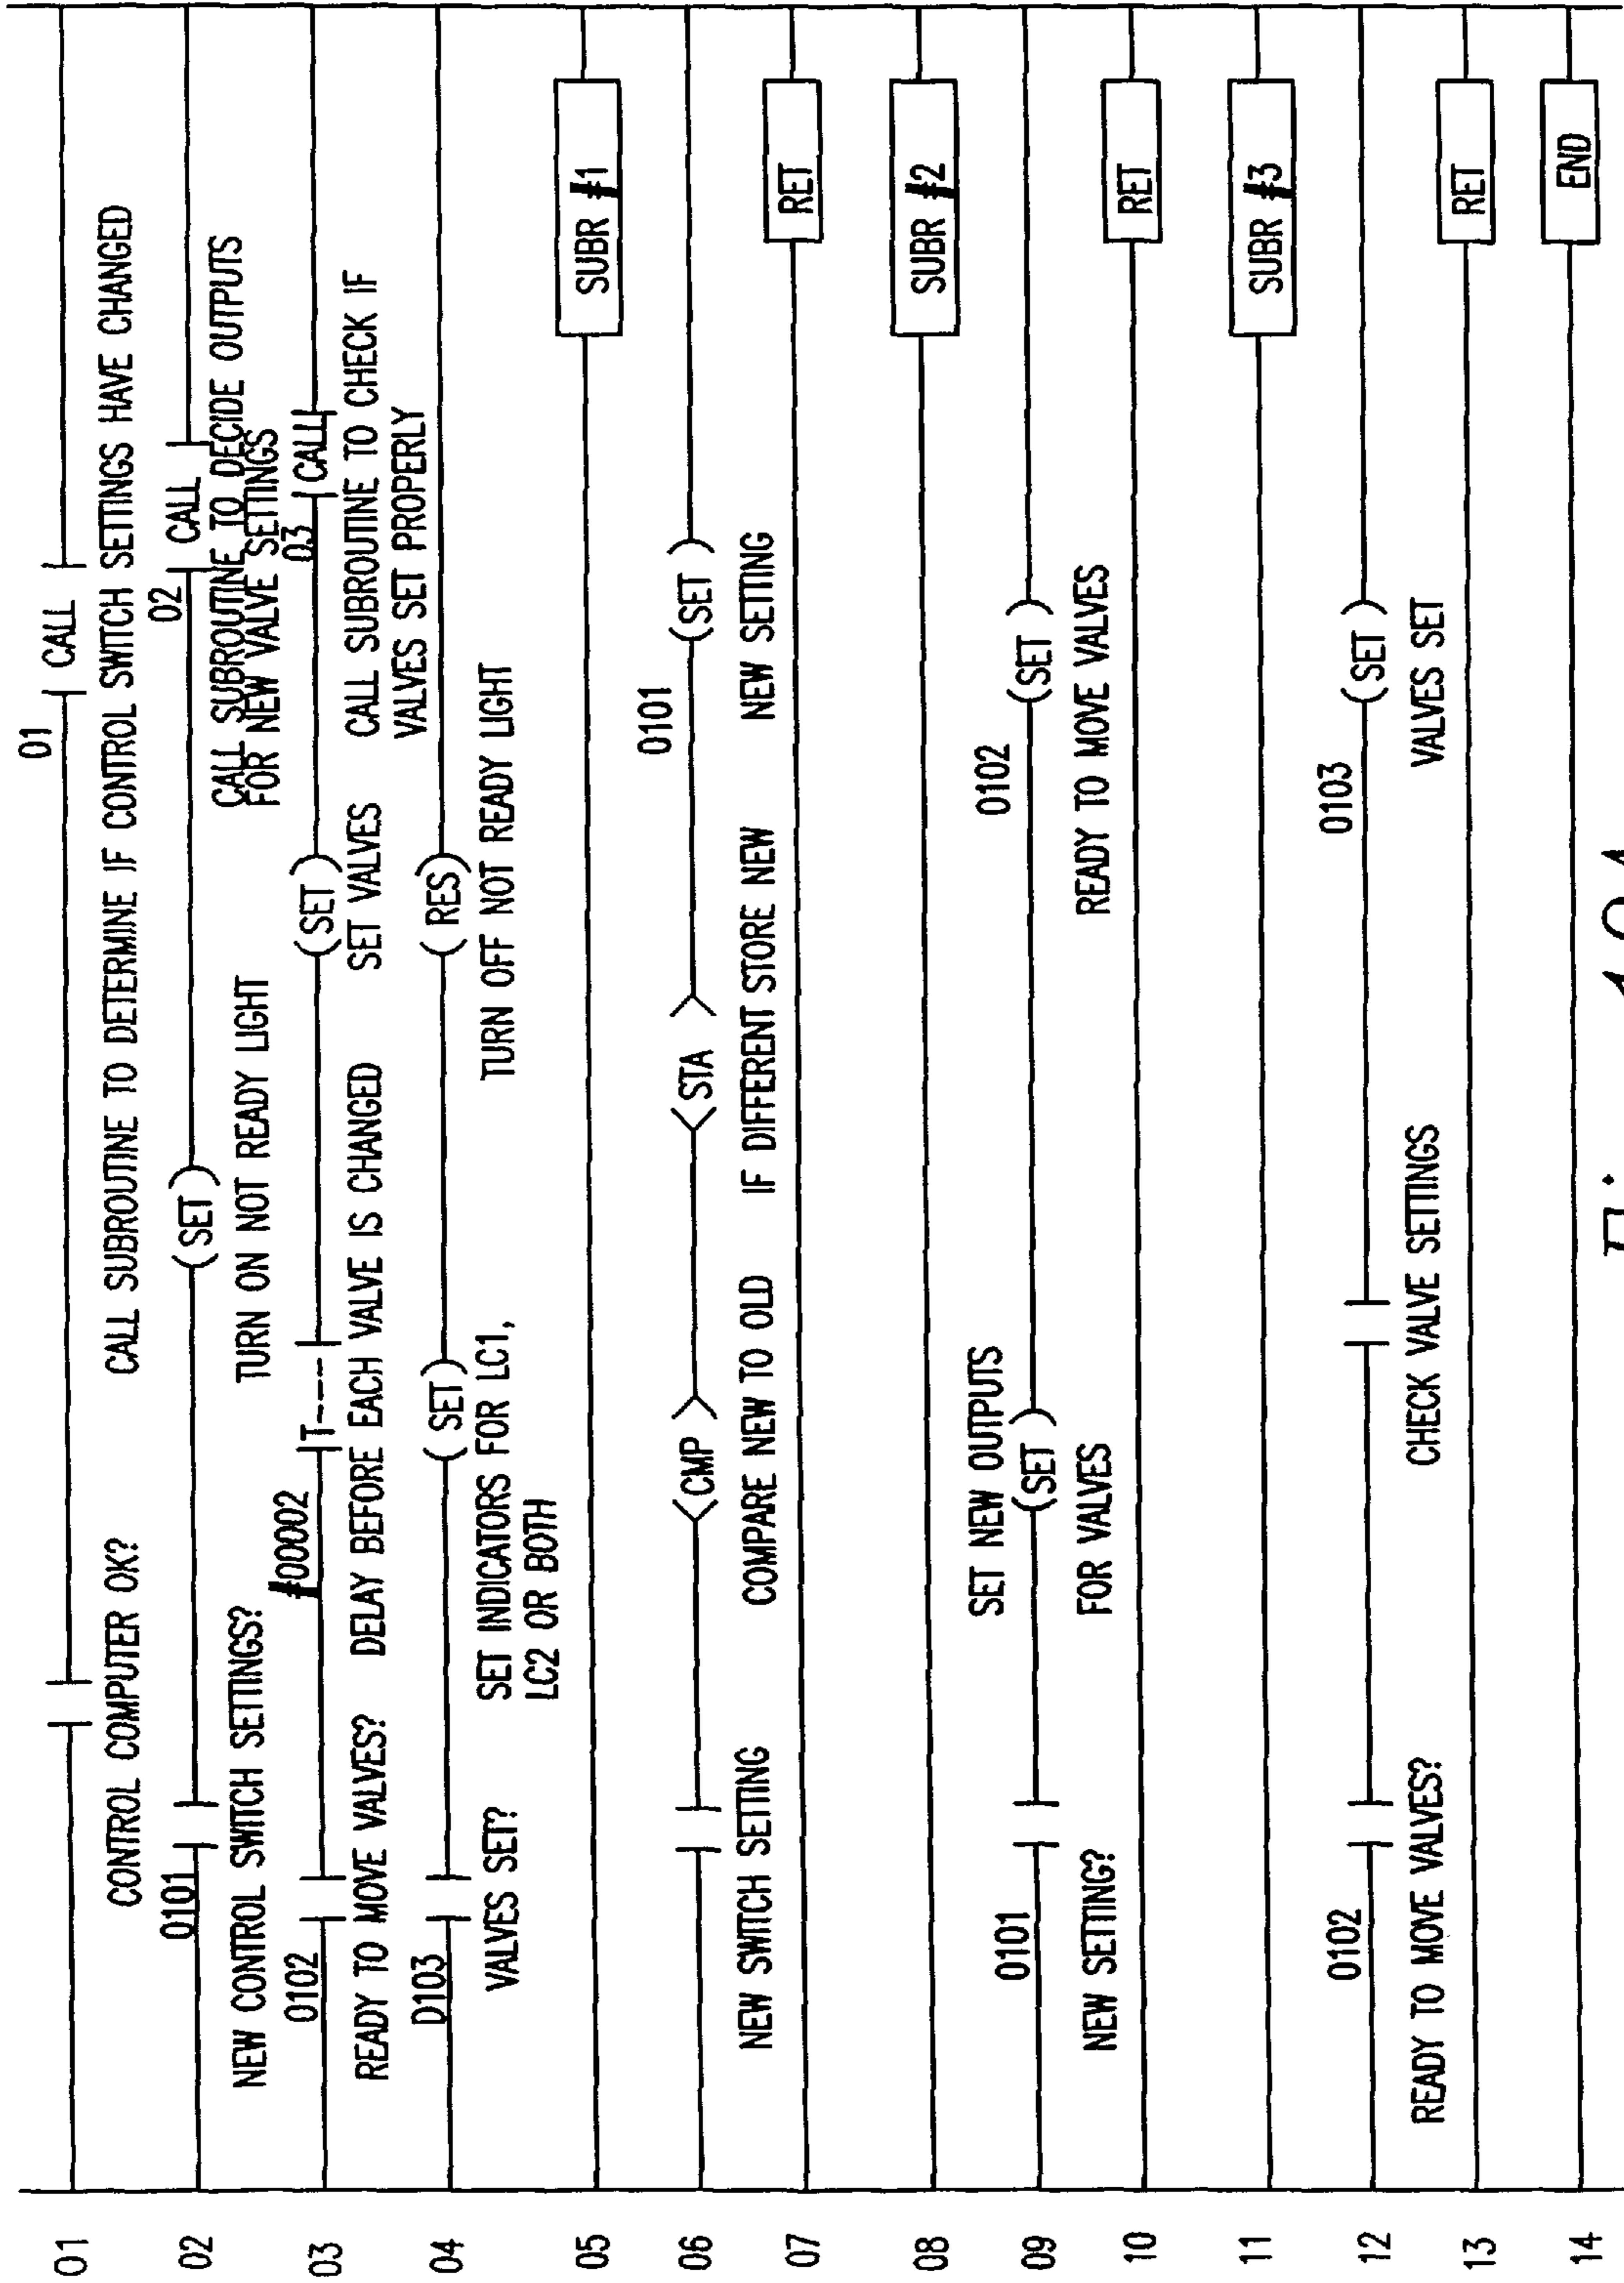 01
01
CALL
CONTROL COMPUTER OK?
CALL SUBROUTINE TO DETERMINE IF CONTROL SWITCH SETTINGS HAVE CHANGED
02
0101
(SET)
02
CALL
NEW CONTROL SWITCH SETTINGS?
TURN ON NOT READY LIGHT
CALL SUBROUTINE TO DECIDE OUTPUTS
FOR NEW VALVE SETTINGS
03
0102
#00002
T----
(SET)
03
CALL
READY TO MOVE VALVES?
DELAY BEFORE EACH VALVE IS CHANGED
SET VALVES
CALL SUBROUTINE TO CHECK IF
VALVES SET PROPERLY
04
D103
(SET)
(RES)
VALVES SET?
SET INDICATORS FOR LC1,
LC2 OR BOTH
TURN OFF NOT READY LIGHT
05
SUBR #1
06
<CMP>
<STA>
0101
(SET)
NEW SWITCH SETTING
COMPARE NEW TO OLD
IF DIFFERENT STORE NEW
NEW SETTING
07
RET
08
SUBR #2
09
0101
SET NEW OUTPUTS
(SET)
0102
(SET)
NEW SETTING?
FOR VALVES
READY TO MOVE VALVES
10
RET
11
SUBR #3
12
0102
0103
(SET)
READY TO MOVE VALVES?
CHECK VALVE SETTINGS
VALVES SET
13
RET
14
END